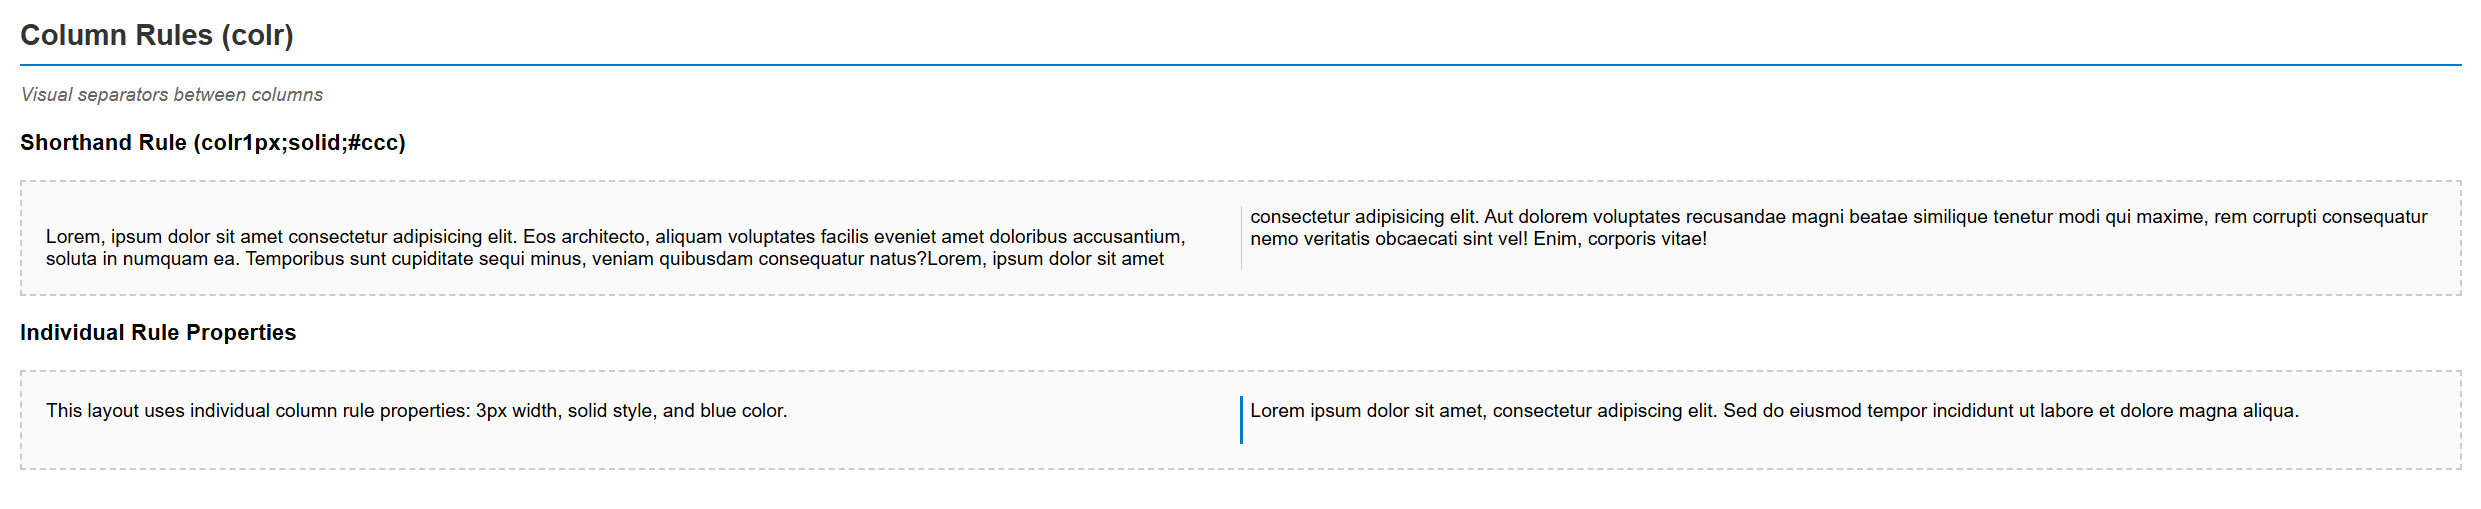 Column Rules (colr)
Visual separators between columns
Shorthand Rule (colr1px;solid;#ccc)
Lorem, ipsum dolor sit amet consectetur adipisicing elit. Eos architecto, aliquam voluptates facilis eveniet amet doloribus accusantium,
soluta in numquam ea. Temporibus sunt cupiditate sequi minus, veniam quibusdam consequatur natus?Lorem, ipsum dolor sit amet
consectetur adipisicing elit. Aut dolorem voluptates recusandae magni beatae similique tenetur modi qui maxime, rem corrupti consequatur
nemo veritatis obcaecati sint vel! Enim, corporis vitae!
Individual Rule Properties
This layout uses individual column rule properties: 3px width, solid style, and blue color.
Lorem ipsum dolor sit amet, consectetur adipiscing elit. Sed do eiusmod tempor incididunt ut labore et dolore magna aliqua.